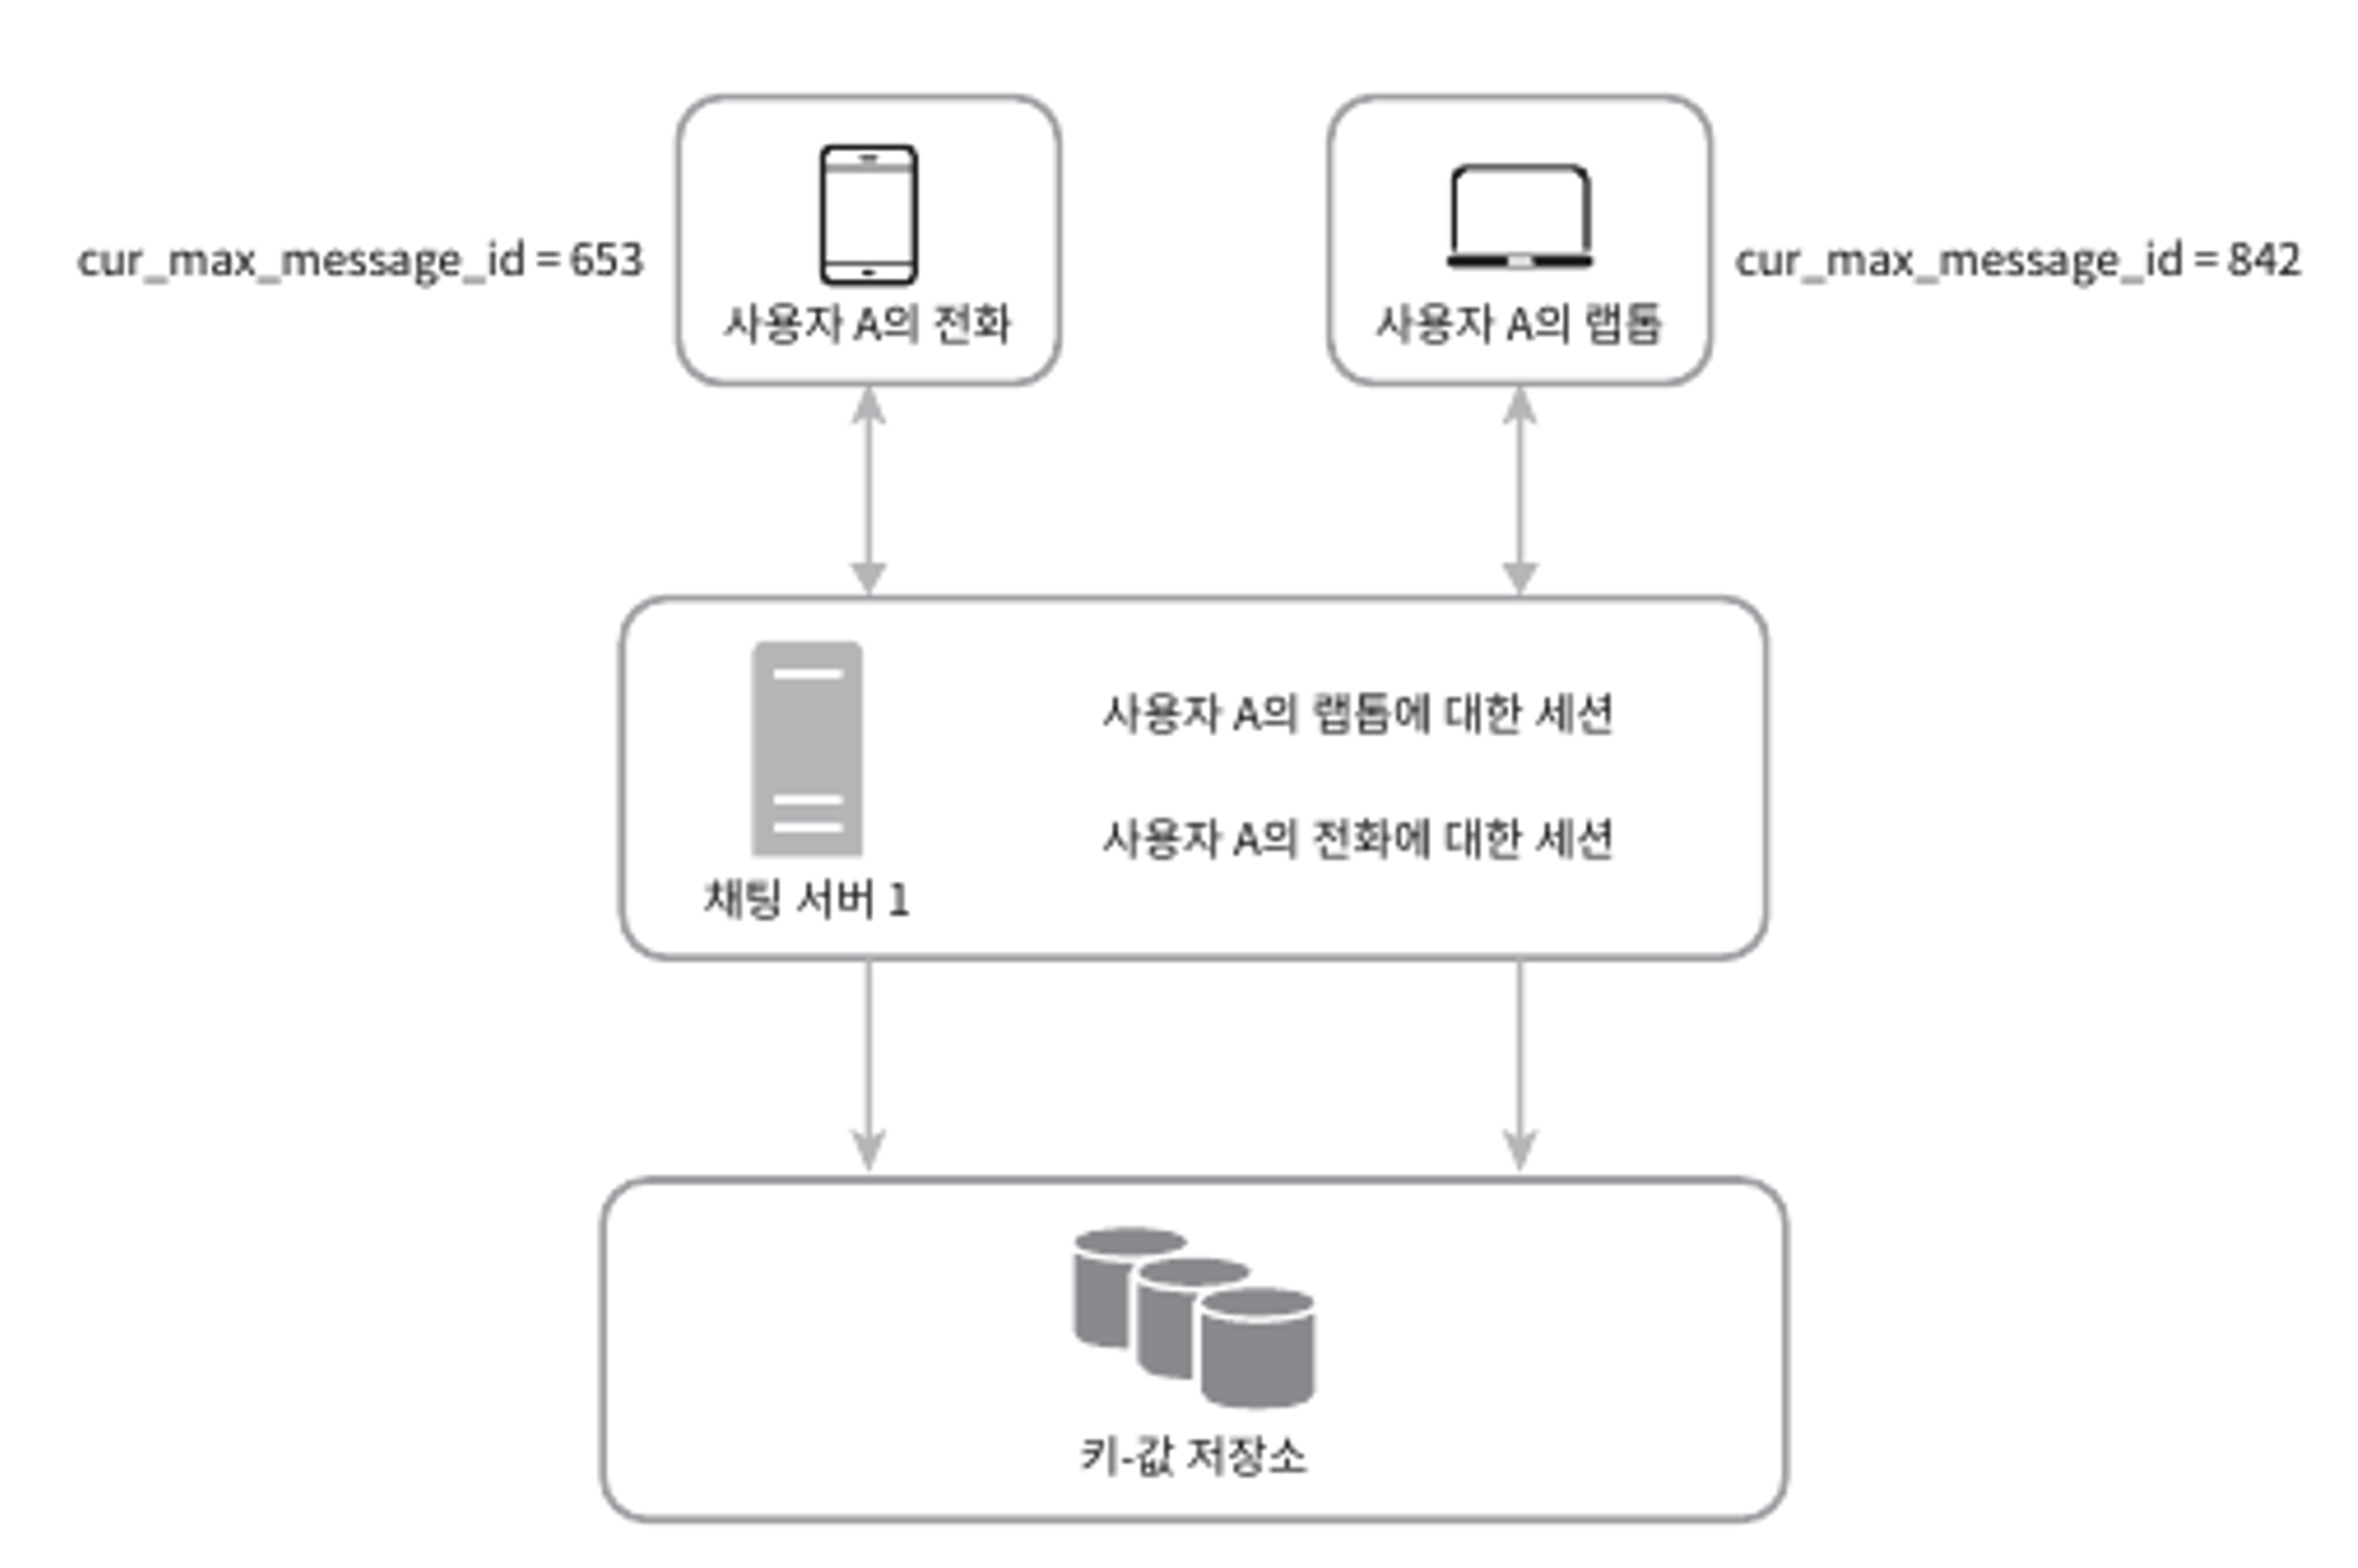 cur_max_message_id = 653
사용자 A의 전화
사용자 A의 랩톱
cur_max_message_id = 842
사용자 A의 랩톱에 대한 세션
사용자 A의 전화에 대한 세션
채팅 서버 1
키-값 저장소